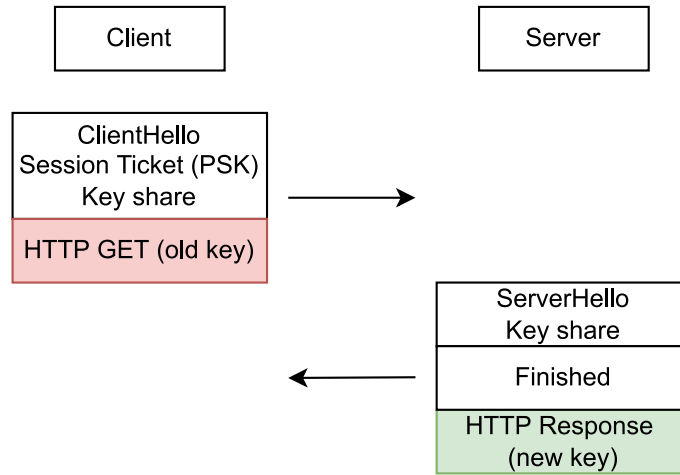 Client
Server
ClientHello
Session Ticket (PSK)
Key share
HTTP GET (old key)
ServerHello
Key share
Finished
HTTP Response
(new key)